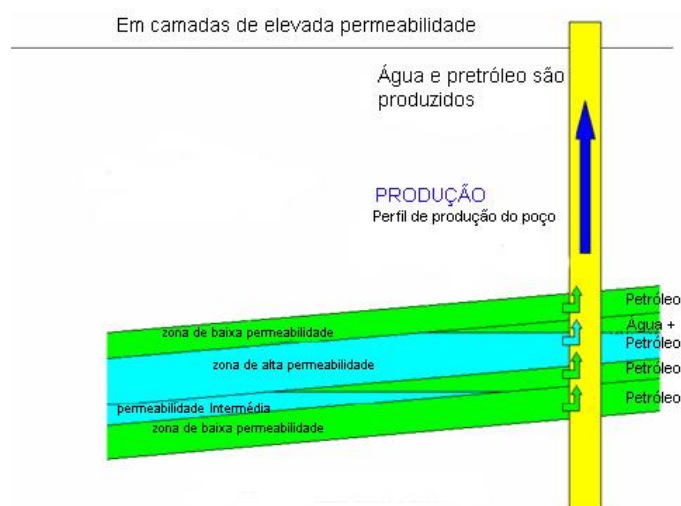 Em camadas de elevada permeabilidade
Água e pretróleo são
produzidos
PRODUÇÃO
Perfil de produção do poço
Petróleo
zona de baixa permeabilidade
Água +
Petróleo
zona de alta permeabilidade
Petróleo
Petróleo
permeabilidade Intermédia
zona de baixa permeabilidade